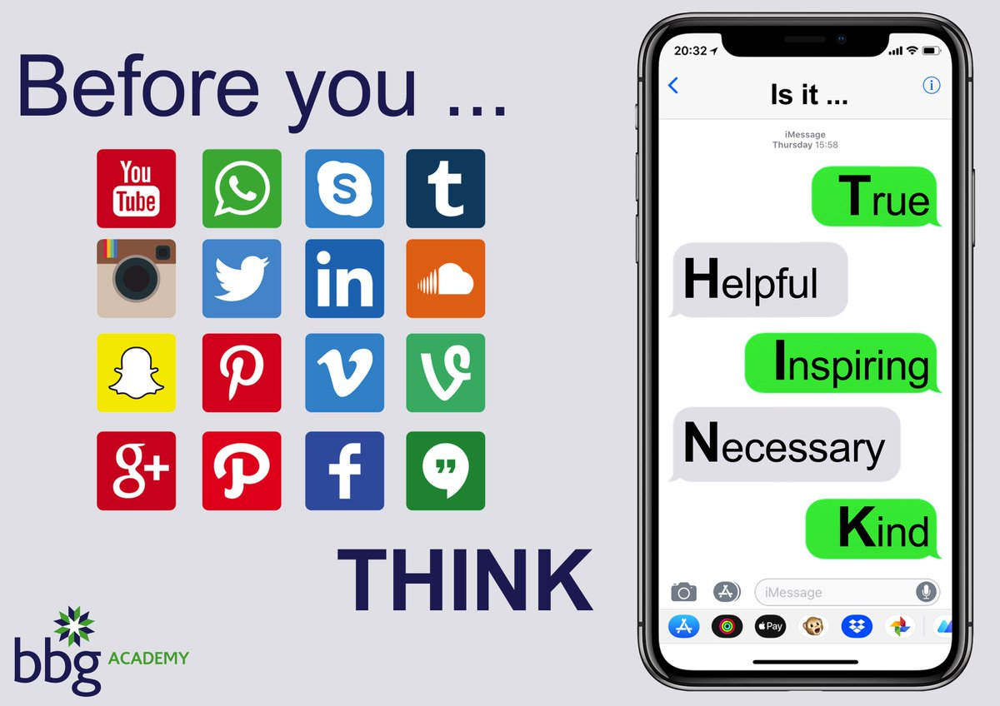 Before you ...
You
Tube
S
t
in
g+
f
THINK
bbg ACADEMY
20:32
Is it ...
iMessage
Thursday 15:58
True
Helpful
Inspiring
Necessary
Kind
iMessage
Pay